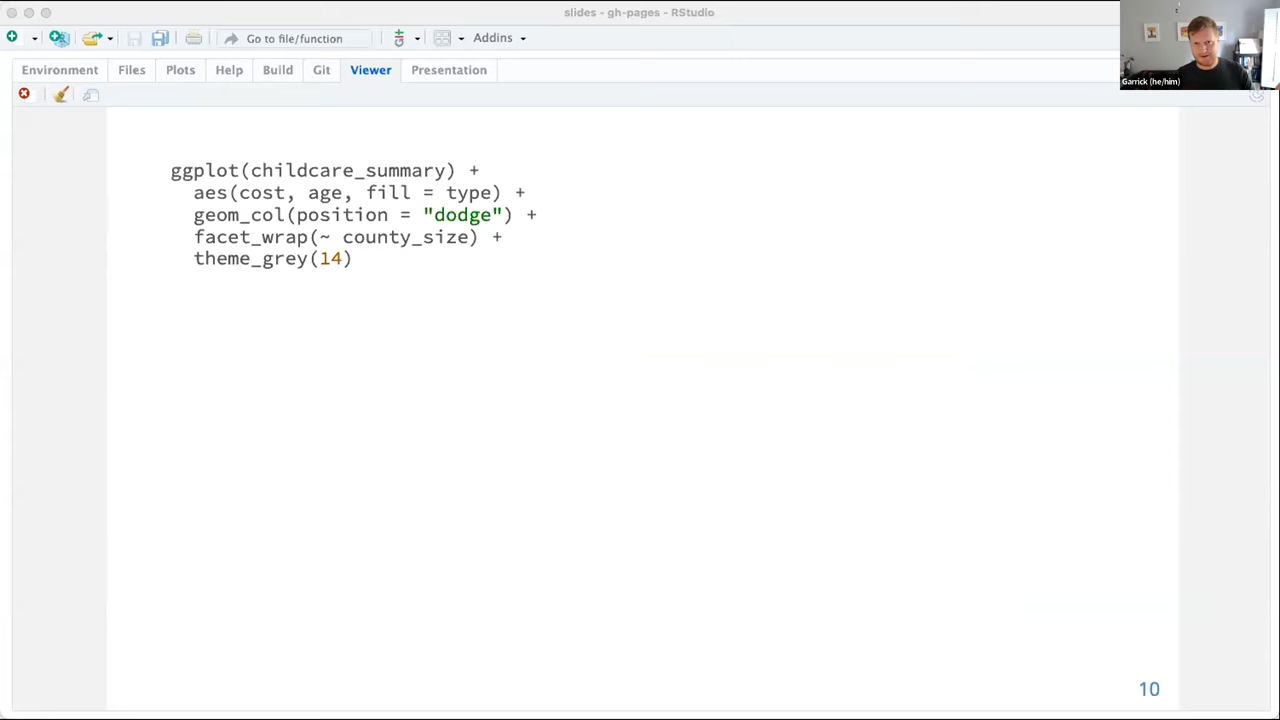 slides - gh-pages - RStudio
Go to file/function
Addins
Garrick (he/him)
Environment
Files
Plots
Help
Build
Git
Viewer
Presentation
ggplot(childcare_summary) +
  aes(cost, age, fill = type) +
  geom_col(position = "dodge") +
  facet_wrap(~ county_size) +
  theme_grey(14)
10